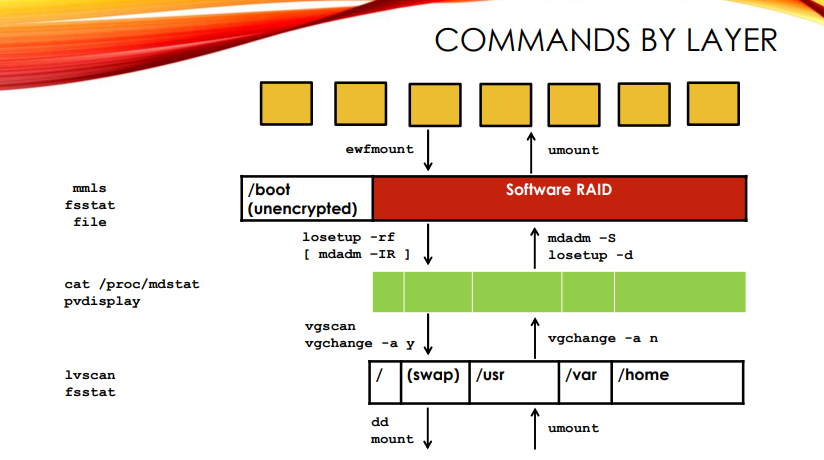 COMMANDS BY LAYER
ewfmount
umount
mmls
fsstat
file
/boot
(unencrypted)
Software RAID
losetup -rf
[ mdadm –IR ]
mdadm –S
losetup -d
cat /proc/mdstat
pvdisplay
vgscan
vgchange -a y
vgchange -a n
lvscan
fsstat
/
(swap)
/usr
/var
/home
dd
mount
umount